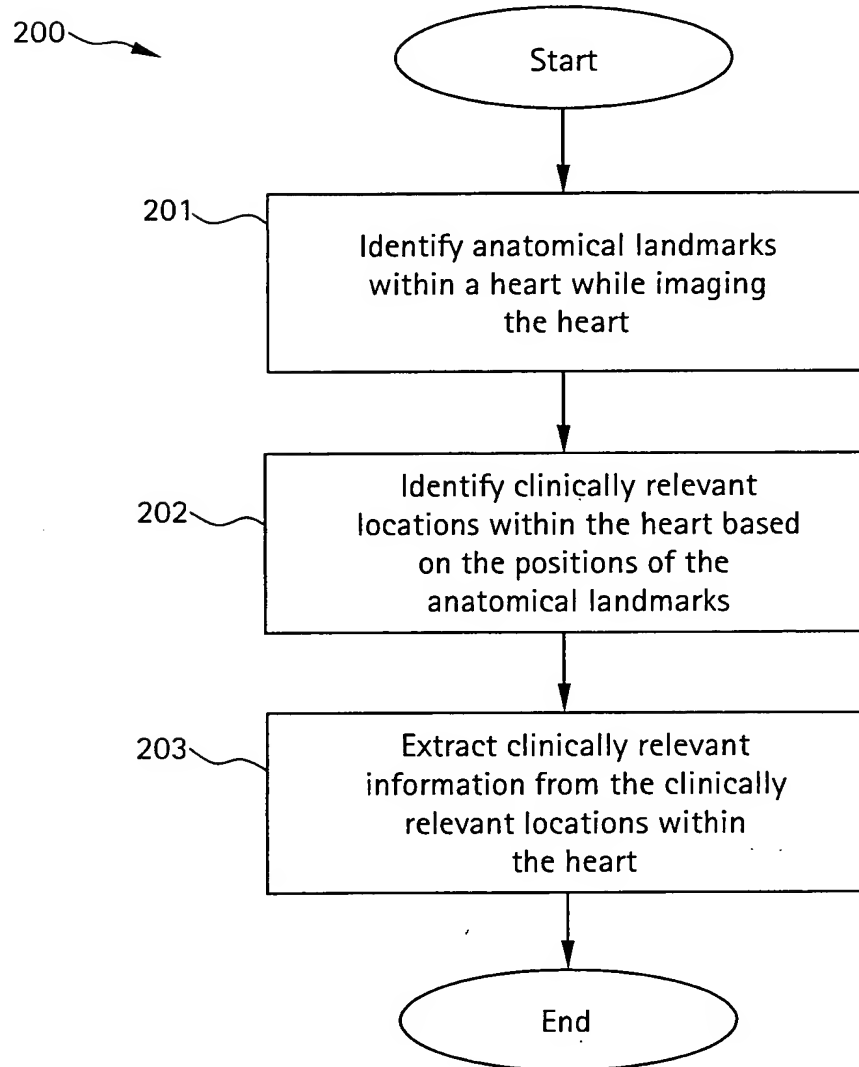 200
Start
201
Identify anatomical landmarks
within a heart while imaging
the heart
202
Identify clinically relevant
locations within the heart based
on the positions of the
anatomical landmarks
203
Extract clinically relevant
information from the clinically
relevant locations within
the heart
End